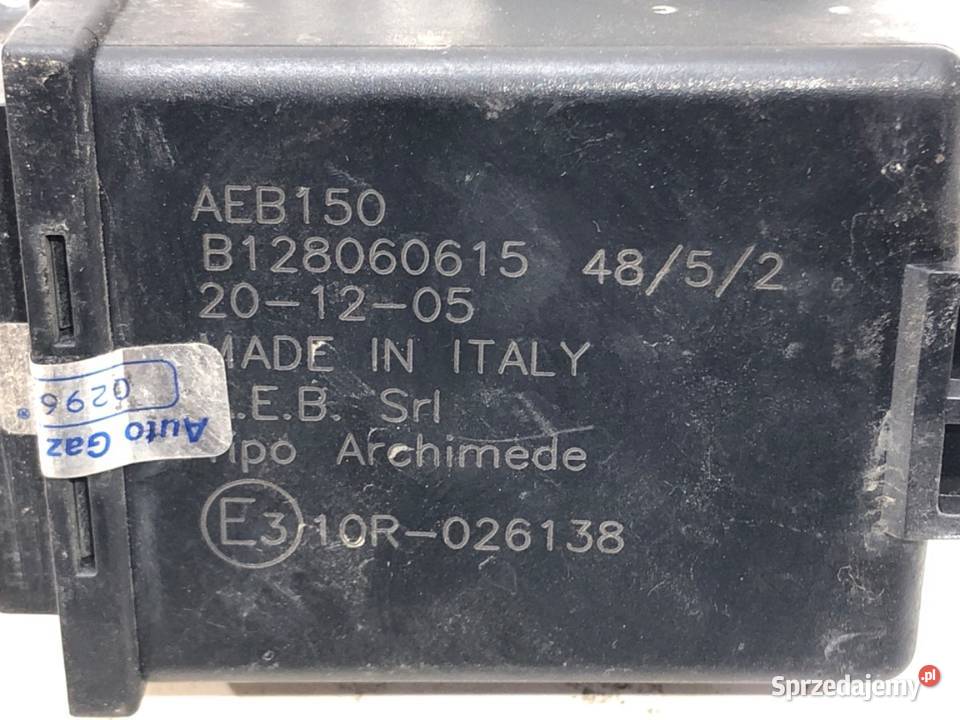 AEB150
B128060615 48/5/2
20-12-05
MADE IN ITALY
.E.B. Srl
Tipo Archimede
E3 10R-026138
0296
Auto Gaz
Sprzedajemy.pl